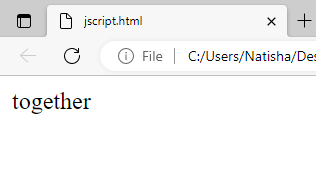 jscript.html
File
C:/Users/Natisha/Des
together